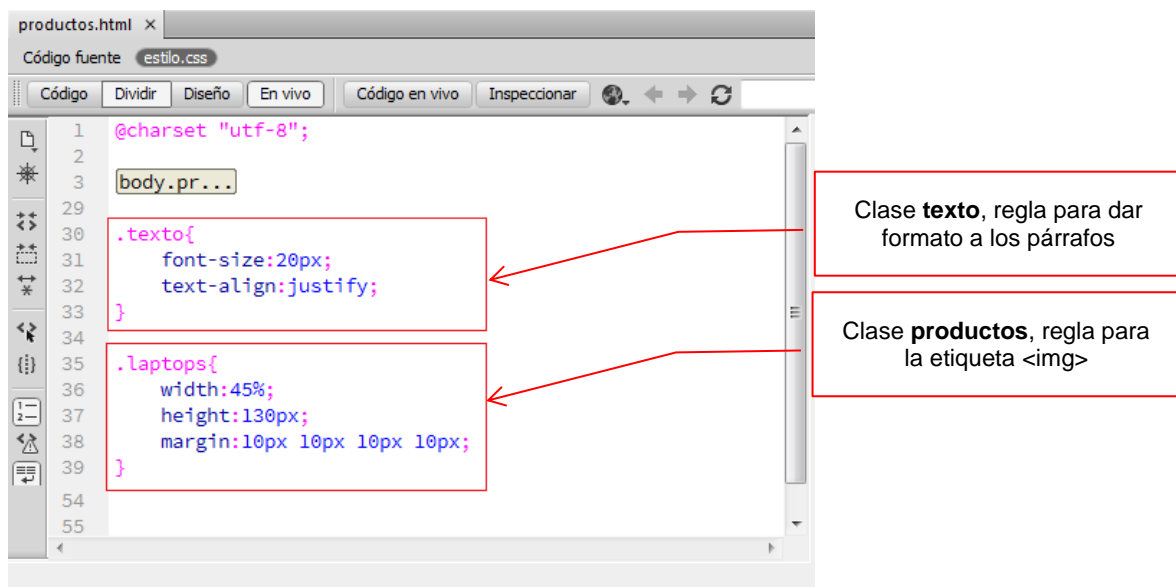 productos.html ×
Código fuente estilo.css
Código Dividir Diseño En vivo Código en vivo Inspeccionar
1 @charset "utf-8";
2
3 body.pr...
29
30 .texto{
31 font-size:20px;
32 text-align:justify;
33 }
34
35 .laptops{
36 width:45%;
37 height:130px;
38 margin:10px 10px 10px 10px;
39 }
54
55
Clase texto, regla para dar
formato a los párrafos
Clase productos, regla para
la etiqueta <img>